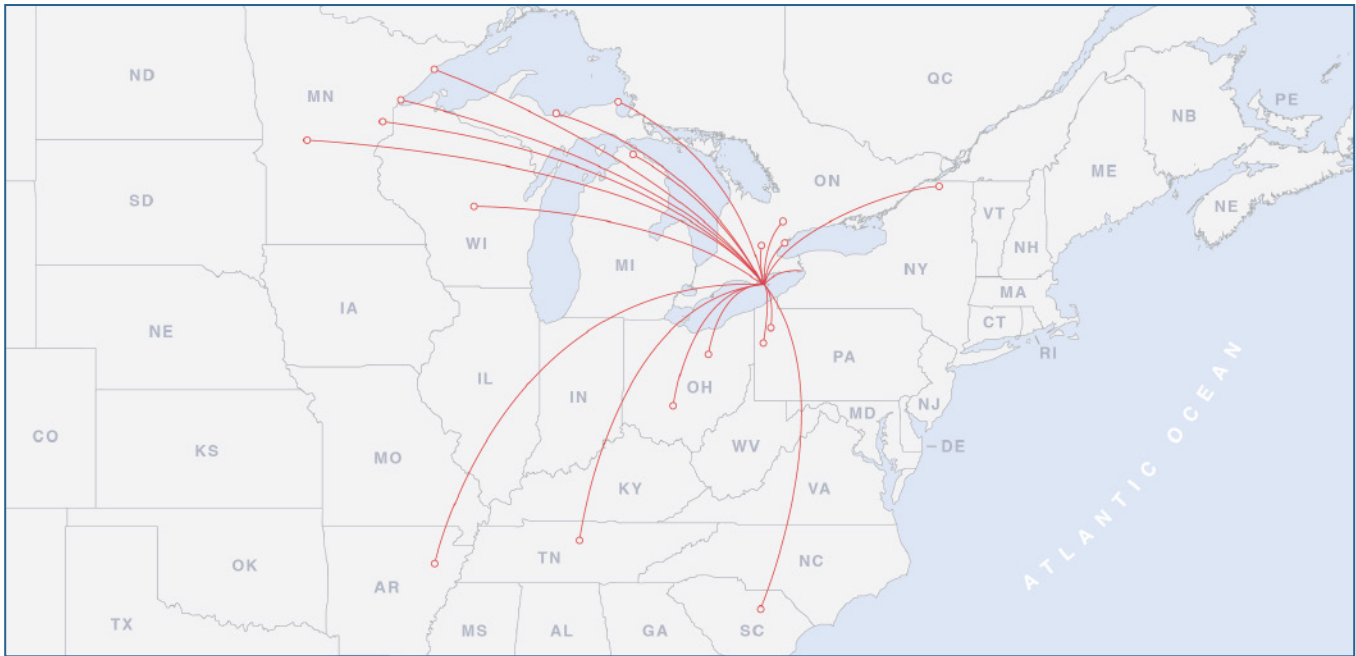 ND
MN
QC
PE
NB
ME
ON
SD
VT
NE
WI
NH
MI
NY
MA
IA
CT
NE
RI
PA
IL
OH
IN
NJ
MD
CO
WV
DE
KS
MO
KY
VA
TN
NC
OK
AR
ATLANTIC OCEAN
TX
MS
AL
GA
SC